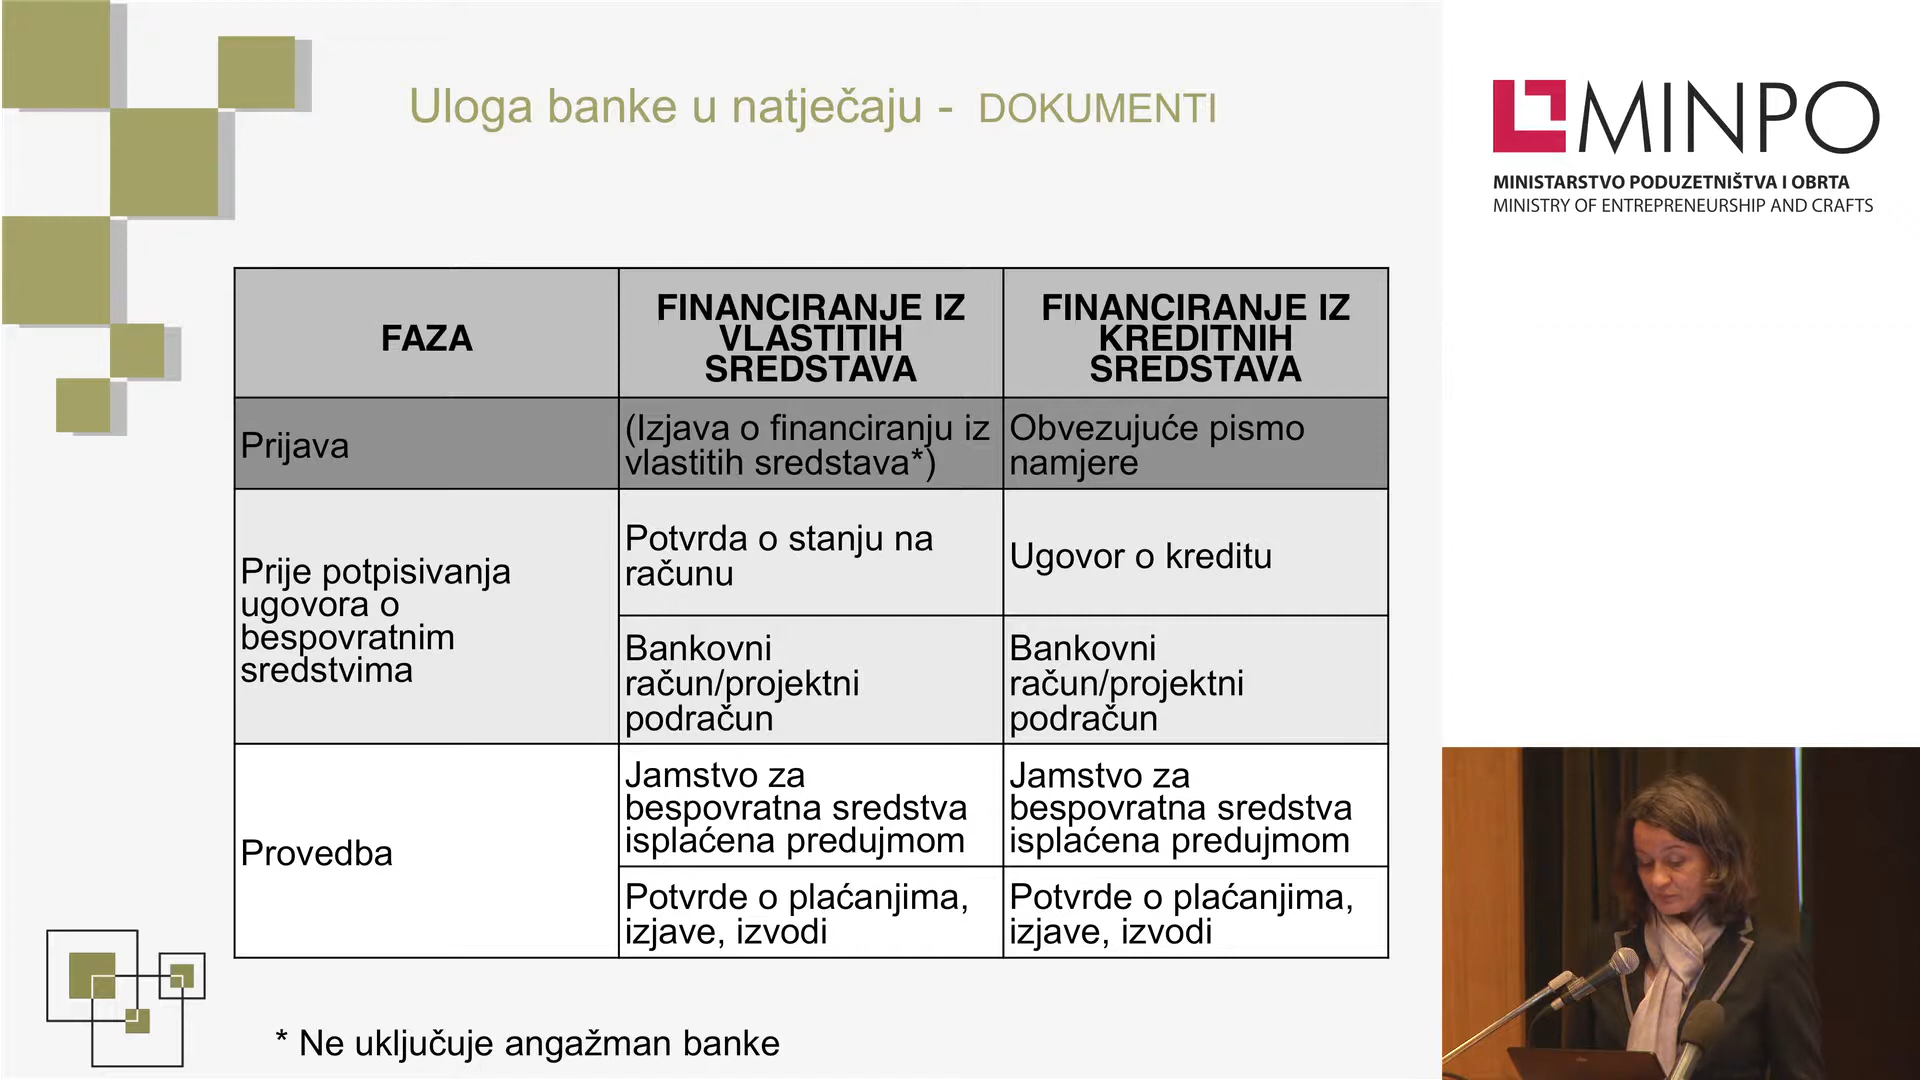 Uloga banke u natječaju - DOKUMENTI
MINPO
MINISTARSTVO PODUZETNIŠTVA I OBRTA
MINISTRY OF ENTREPRENEURSHIP AND CRAFTS
FAZA
FINANCIRANJE IZ
VLASTITIH
SREDSTAVA
FINANCIRANJE IZ
KREDITNIH
SREDSTAVA
Prijava
(Izjava o financiranju iz
vlastitih sredstava*)
Obvezujuće pismo
namjere
Prije potpisivanja
ugovora o
bespovratnim
sredstvima
Potvrda o stanju na
računu
Ugovor o kreditu
Bankovni
račun/projektni
podračun
Bankovni
račun/projektni
podračun
Provedba
Jamstvo za
bespovratna sredstva
isplaćena predujmom
Jamstvo za
bespovratna sredstva
isplaćena predujmom
Potvrde o plaćanjima,
izjave, izvodi
Potvrde o plaćanjima,
izjave, izvodi
* Ne uključuje angažman banke